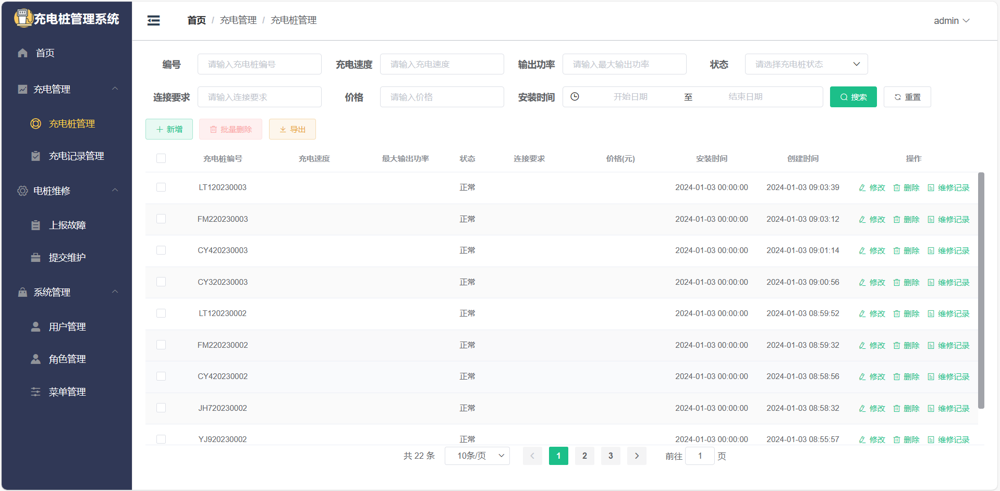 充电桩管理系统
首页
充电管理
充电桩管理
充电记录管理
电桩维修
上报故障
提交维护
系统管理
用户管理
角色管理
菜单管理
首页 / 充电管理 / 充电桩管理
admin
编号 请输入充电桩编号 充电速度 请输入充电速度 输出功率 请输入最大输出功率 状态 请选择充电桩状态
连接要求 请输入连接要求 价格 请输入价格 安装时间 开始日期 至 结束日期 搜索 重置
新增 批量删除 导出
充电桩编号 充电速度 最大输出功率 状态 连接要求 价格(元) 安装时间 创建时间 操作
LT120230003 正常 2024-01-03 00:00:00 2024-01-03 09:03:39 修改 删除 维修记录
FM220230003 正常 2024-01-03 00:00:00 2024-01-03 09:03:12 修改 删除 维修记录
CY420230003 正常 2024-01-03 00:00:00 2024-01-03 09:01:14 修改 删除 维修记录
CY320230003 正常 2024-01-03 00:00:00 2024-01-03 09:00:56 修改 删除 维修记录
LT120230002 正常 2024-01-03 00:00:00 2024-01-03 08:59:52 修改 删除 维修记录
FM220230002 正常 2024-01-03 00:00:00 2024-01-03 08:59:32 修改 删除 维修记录
CY420230002 正常 2024-01-03 00:00:00 2024-01-03 08:58:56 修改 删除 维修记录
JH720230002 正常 2024-01-03 00:00:00 2024-01-03 08:58:32 修改 删除 维修记录
YJ920230002 正常 2024-01-03 00:00:00 2024-01-03 08:55:57 修改 删除 维修记录
共 22 条 10条/页 1 2 3 前往 1 页